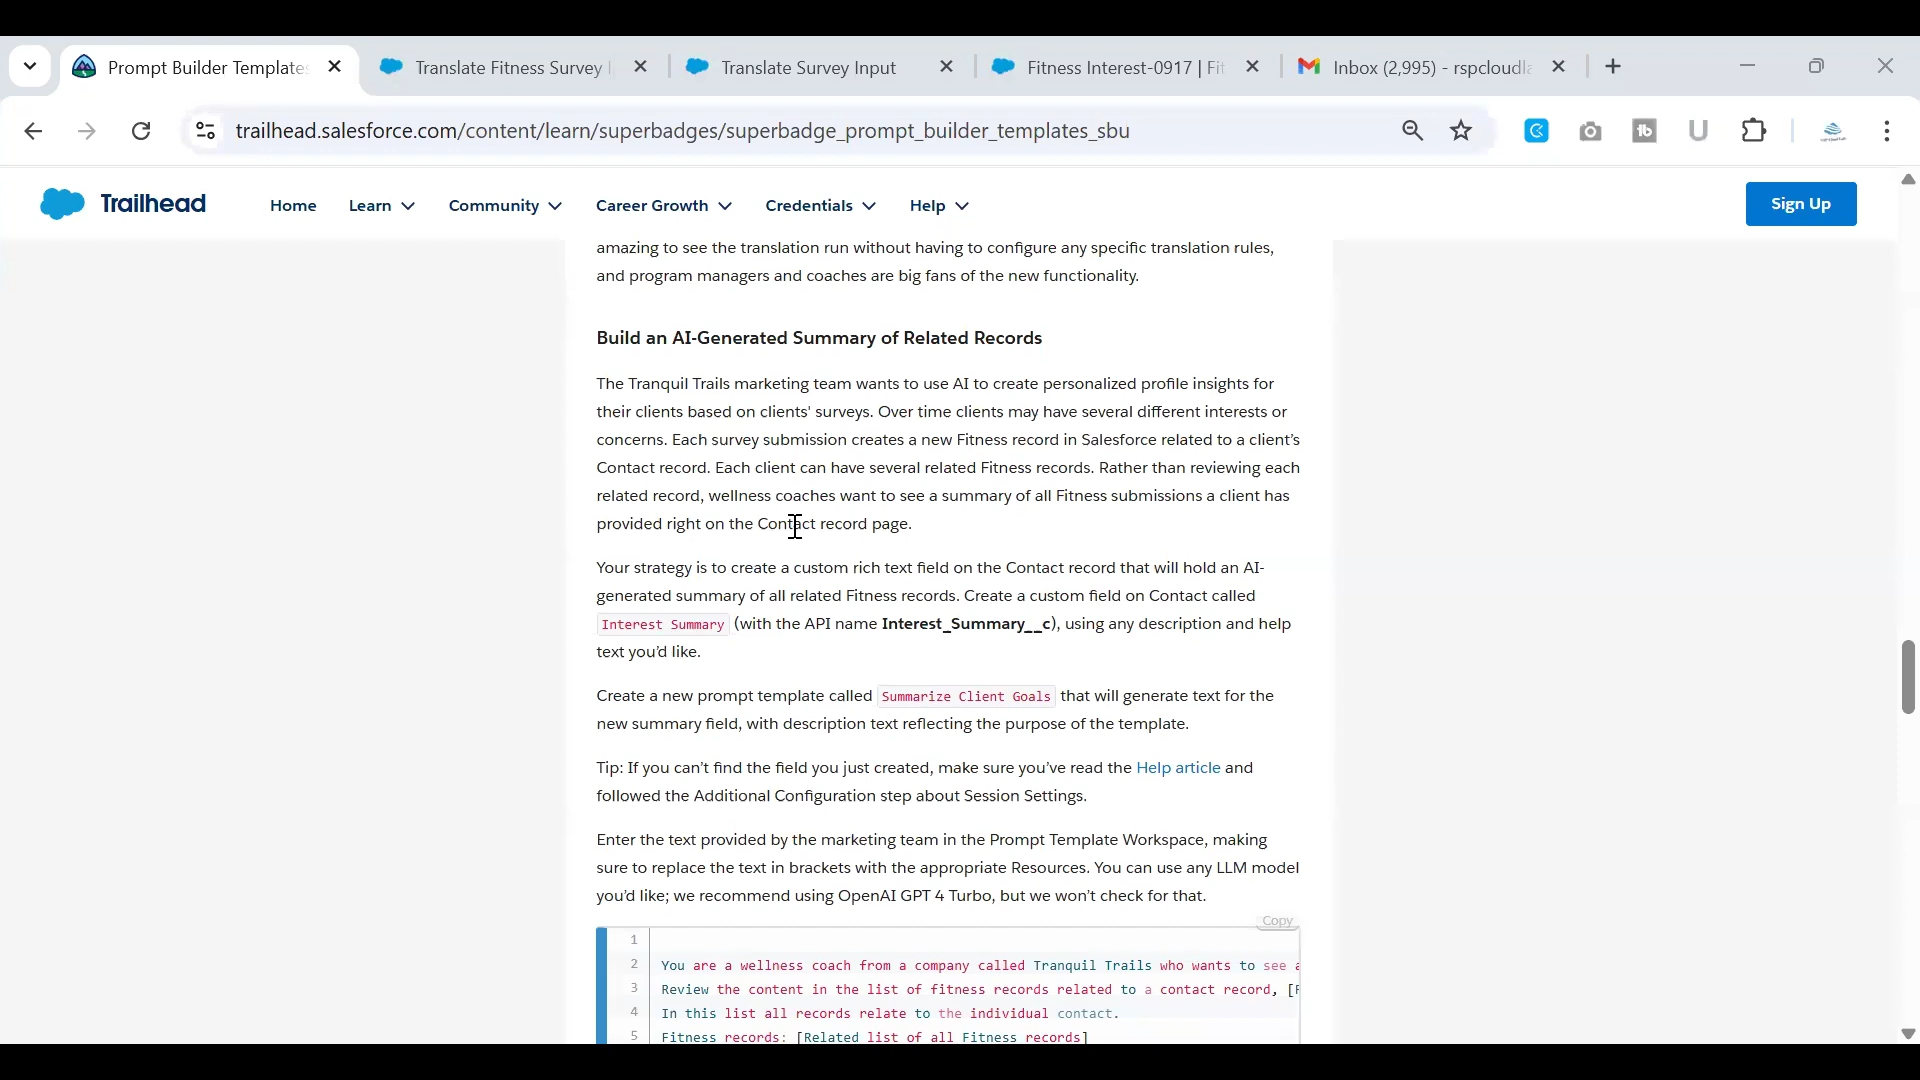 Prompt Builder Templates
Translate Fitness Survey
Translate Survey Input
Fitness Interest-0917 | Fit
Inbox (2,995) - rspcloudla
trailhead.salesforce.com/content/learn/superbadges/superbadge_prompt_builder_templates_sbu
Trailhead
Home
Learn
Community
Career Growth
Credentials
Help
Sign Up
amazing to see the translation run without having to configure any specific translation rules,
and program managers and coaches are big fans of the new functionality.
Build an AI-Generated Summary of Related Records
The Tranquil Trails marketing team wants to use AI to create personalized profile insights for
their clients based on clients' surveys. Over time clients may have several different interests or
concerns. Each survey submission creates a new Fitness record in Salesforce related to a client's
Contact record. Each client can have several related Fitness records. Rather than reviewing each
related record, wellness coaches want to see a summary of all Fitness submissions a client has
provided right on the Contact record page.
Your strategy is to create a custom rich text field on the Contact record that will hold an AI-
generated summary of all related Fitness records. Create a custom field on Contact called
Interest Summary (with the API name Interest_Summary__c), using any description and help
text you'd like.
Create a new prompt template called Summarize Client Goals that will generate text for the
new summary field, with description text reflecting the purpose of the template.
Tip: If you can't find the field you just created, make sure you've read the Help article and
followed the Additional Configuration step about Session Settings.
Enter the text provided by the marketing team in the Prompt Template Workspace, making
sure to replace the text in brackets with the appropriate Resources. You can use any LLM model
you'd like; we recommend using OpenAI GPT 4 Turbo, but we won't check for that.
Copy
1
2 You are a wellness coach from a company called Tranquil Trails who wants to see a
3 Review the content in the list of fitness records related to a contact record, [F
4 In this list all records relate to the individual contact.
5 Fitness records: [Related list of all Fitness records]